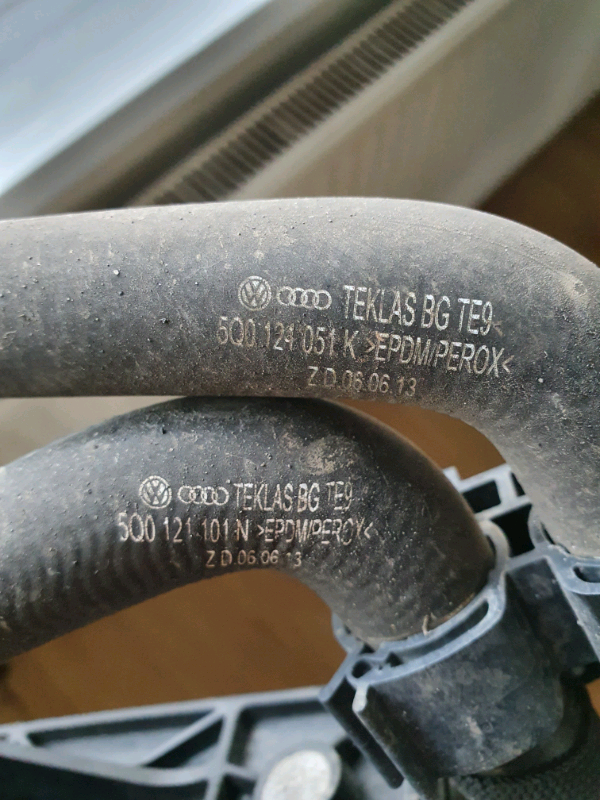 TEKLAS BG TE9
5Q0 121 051 K >EPDM/PEROX<
Z D.06.06.13
TEKLAS BG TE9
5Q0 121 101 N >EPDM/PEROX<
Z D.06.06.13